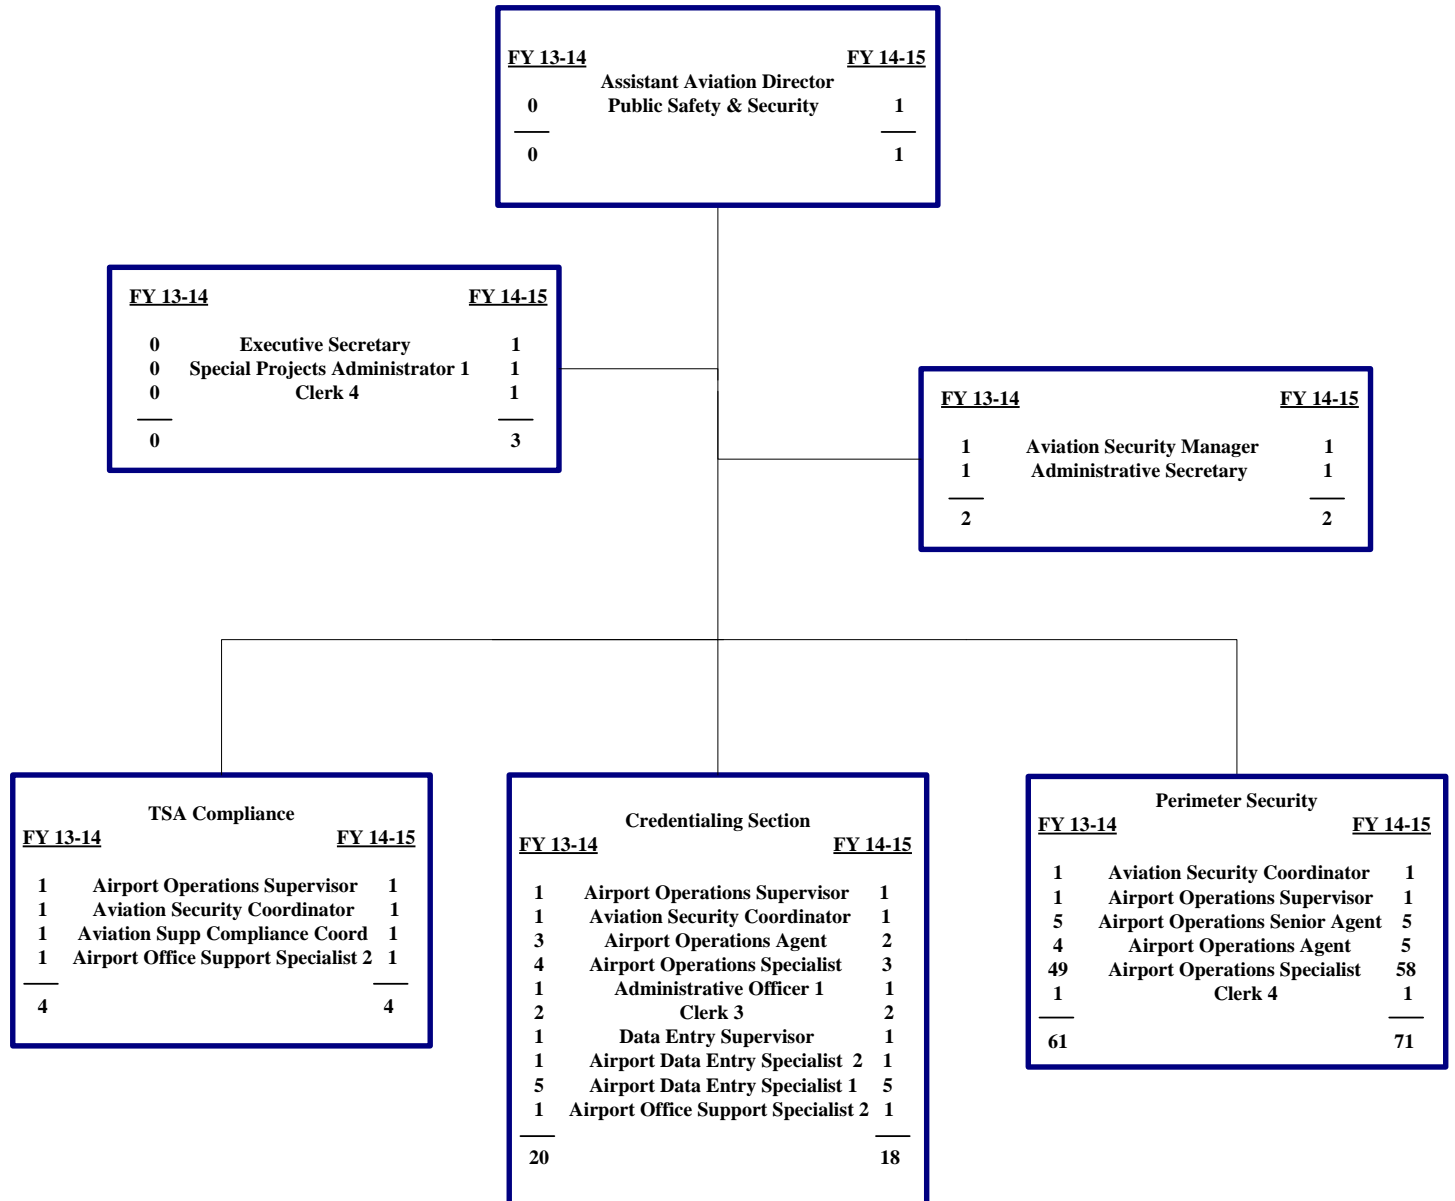 FY 13-14 FY 14-15
Assistant Aviation Director
0 Public Safety & Security 1
0 1
FY 13-14 FY 14-15
0 Executive Secretary 1
0 Special Projects Administrator 1 1
0 Clerk 4 1
0 3
FY 13-14 FY 14-15
1 Aviation Security Manager 1
1 Administrative Secretary 1
2 2
TSA Compliance
FY 13-14 FY 14-15
1 Airport Operations Supervisor 1
1 Aviation Security Coordinator 1
1 Aviation Supp Compliance Coord 1
1 Airport Office Support Specialist 2 1
4 4
Credentialing Section
FY 13-14 FY 14-15
1 Airport Operations Supervisor 1
1 Aviation Security Coordinator 1
3 Airport Operations Agent 2
4 Airport Operations Specialist 3
1 Administrative Officer 1 1
2 Clerk 3 2
1 Data Entry Supervisor 1
1 Airport Data Entry Specialist 2 1
5 Airport Data Entry Specialist 1 5
1 Airport Office Support Specialist 2 1
20 18
Perimeter Security
FY 13-14 FY 14-15
1 Aviation Security Coordinator 1
1 Airport Operations Supervisor 1
5 Airport Operations Senior Agent 5
4 Airport Operations Agent 5
49 Airport Operations Specialist 58
1 Clerk 4 1
61 71